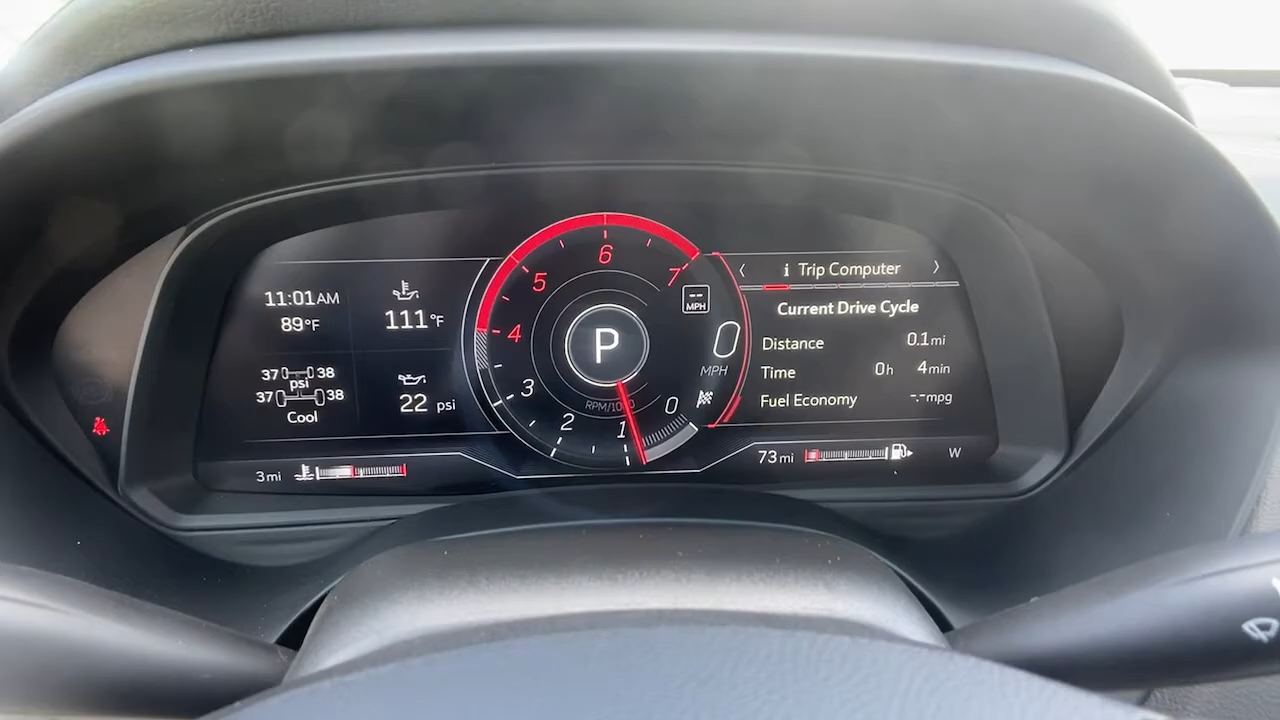 11:01AM
89°F
111°F
37 38
psi
37 38
Cool
22 psi
3mi
6
5
7
4
3
2
1
0
P
RPM/1000
--
MPH
0
MPH
Trip Computer
Current Drive Cycle
Distance 0.1mi
Time 0h 4min
Fuel Economy -.-mpg
73mi
W